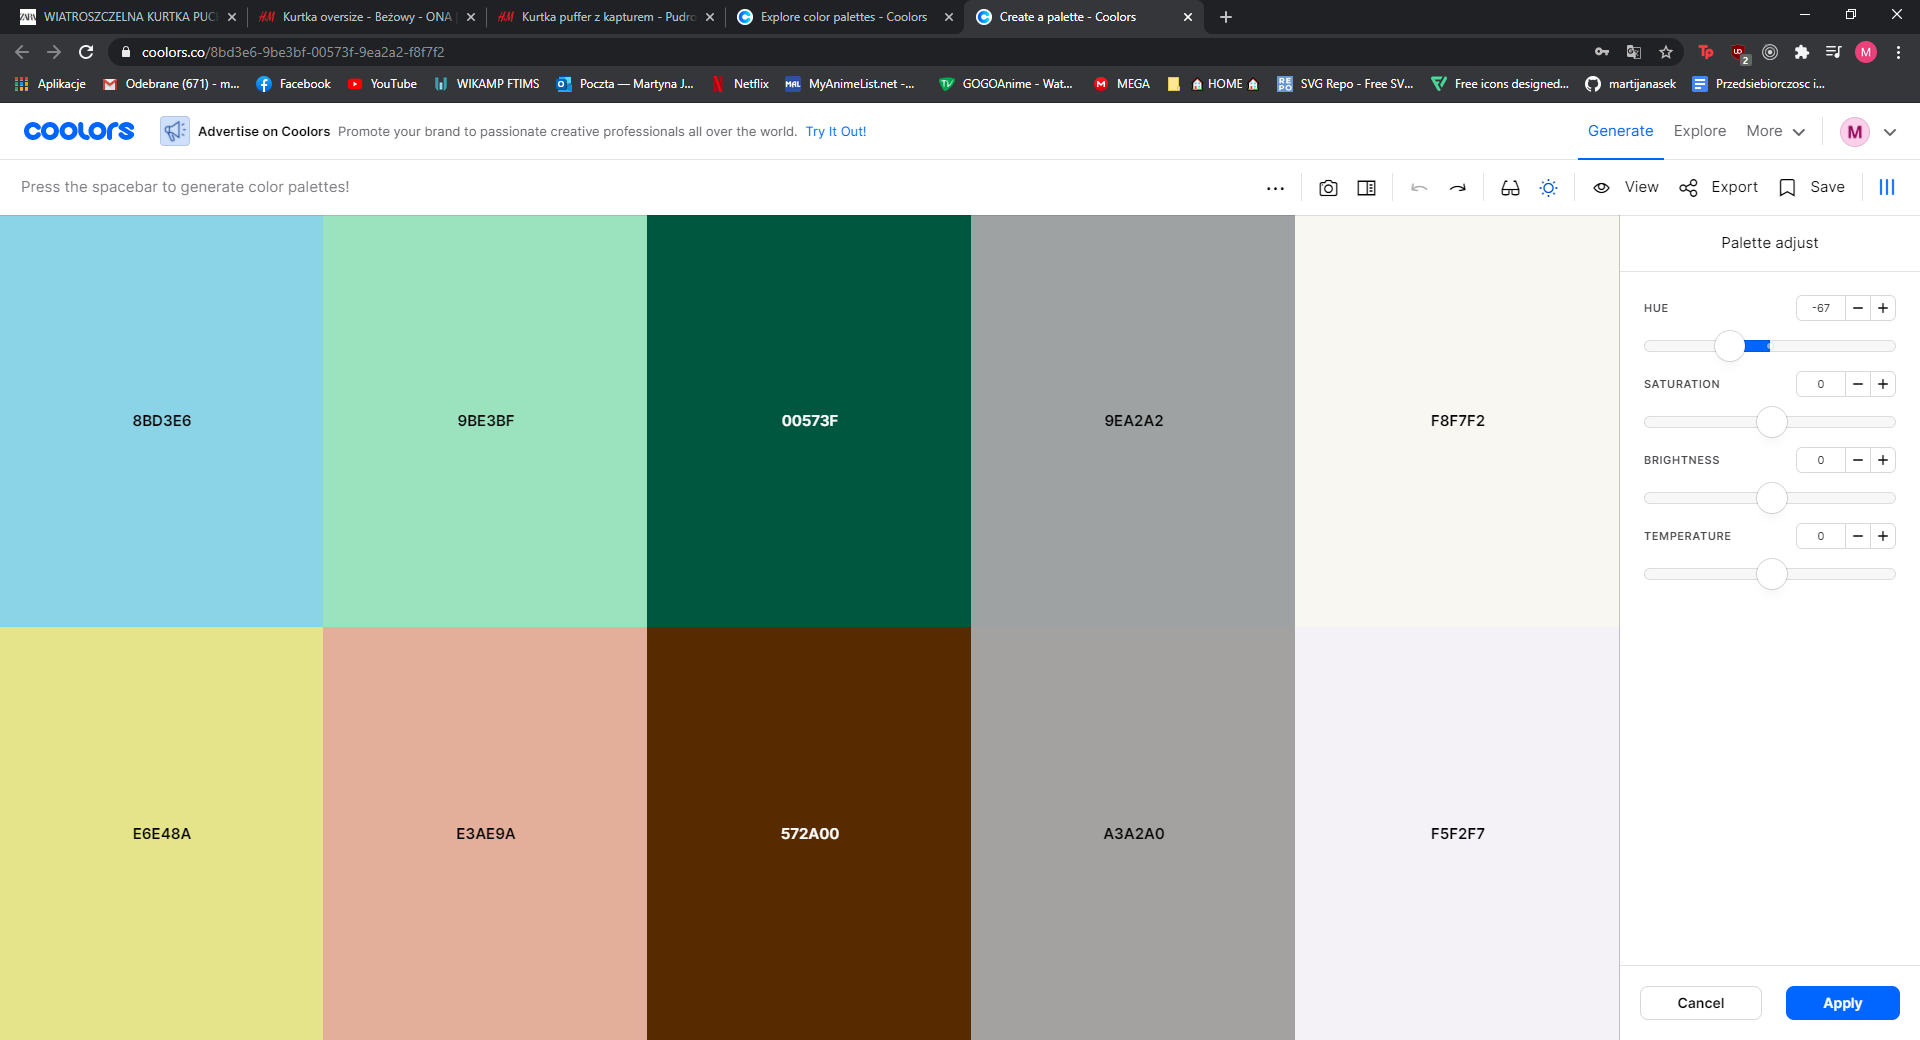 WIATROSZCZELNA KURTKA PUC
Kurtka oversize - Beżowy - ONA
Kurtka puffer z kapturem - Pudro
Explore color palettes - Coolors
Create a palette - Coolors
coolors.co/8bd3e6-9be3bf-00573f-9ea2a2-f8f7f2
Aplikacje
Odebrane (671) - m...
Facebook
YouTube
WIKAMP FTIMS
Poczta — Martyna J...
Netflix
MyAnimeList.net -...
GOGOAnime - Wat...
MEGA
HOME
SVG Repo - Free SV...
Free icons designed...
martijanasek
Przedsiebiorczosc i...
coolors
Advertise on Coolors Promote your brand to passionate creative professionals all over the world. Try It Out!
Generate
Explore
More
M
Press the spacebar to generate color palettes!
View
Export
Save
8BD3E6
9BE3BF
00573F
9EA2A2
F8F7F2
E6E48A
E3AE9A
572A00
A3A2A0
F5F2F7
Palette adjust
HUE -67
SATURATION 0
BRIGHTNESS 0
TEMPERATURE 0
Cancel
Apply